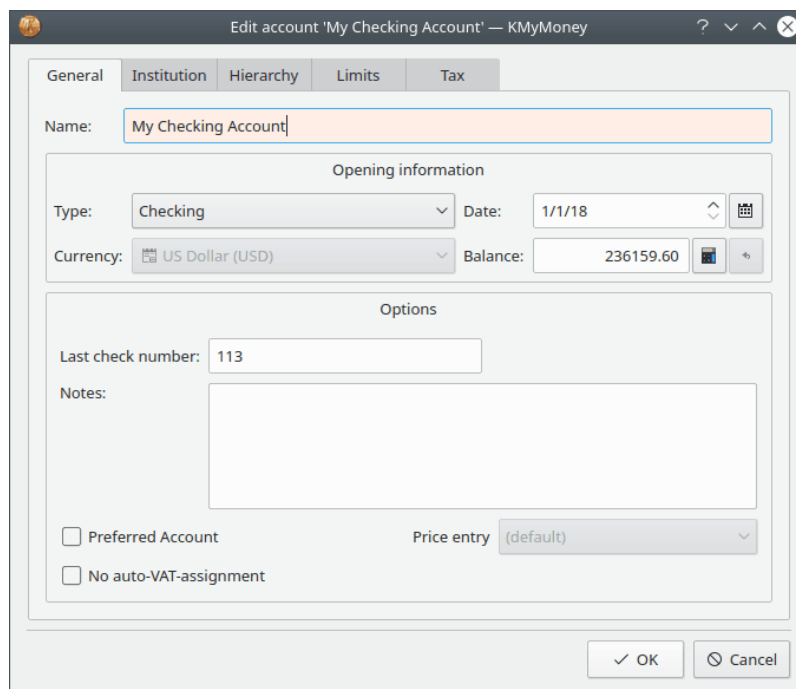 Edit account 'My Checking Account' — KMyMoney
General Institution Hierarchy Limits Tax
Name: My Checking Account
Opening information
Type: Checking Date: 1/1/18
Currency: US Dollar (USD) Balance: 236159.60
Options
Last check number: 113
Notes:
Preferred Account Price entry (default)
No auto-VAT-assignment
OK Cancel